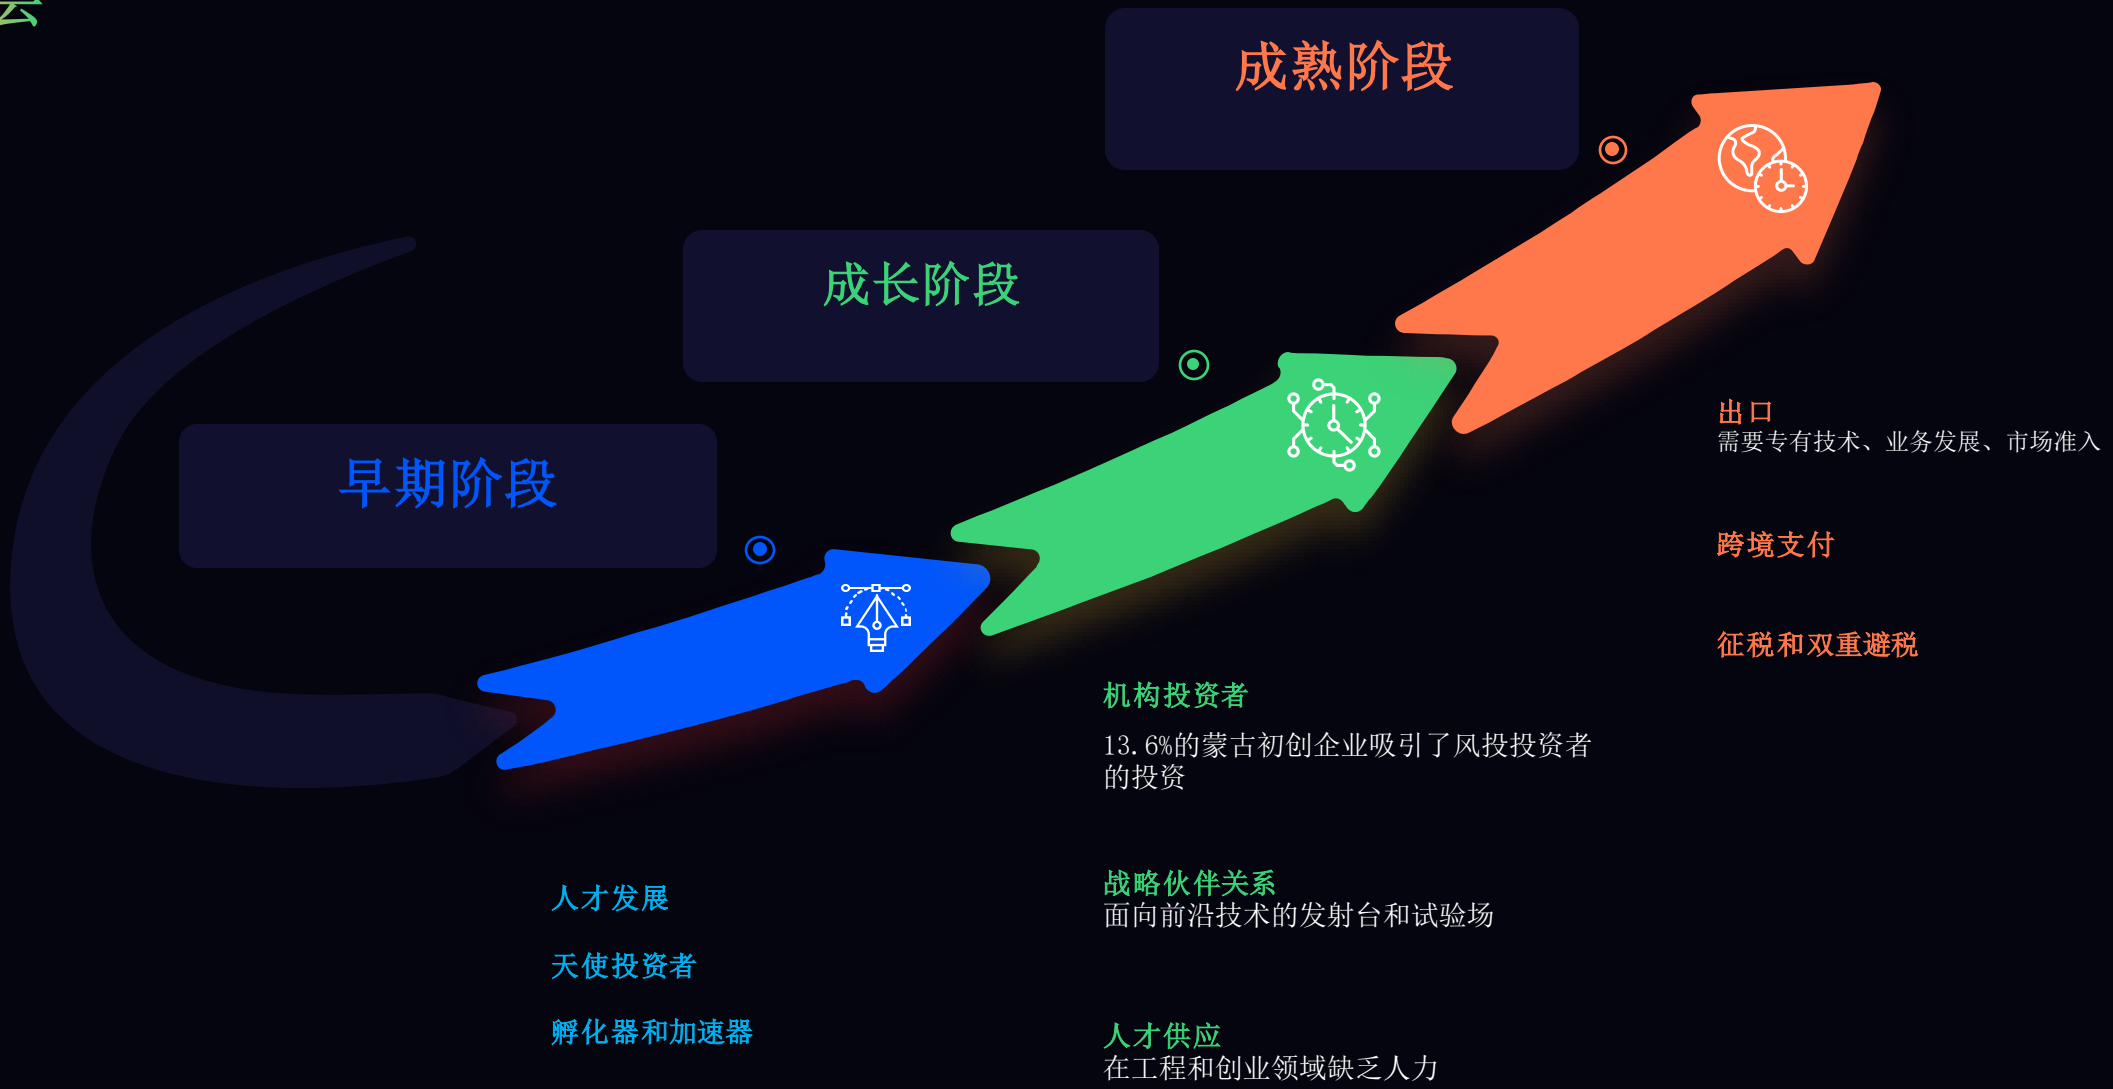 成熟阶段
成长阶段
早期阶段
人才发展
天使投资者
孵化器和加速器
机构投资者
13.6%的蒙古初创企业吸引了风投投资者
的投资
战略伙伴关系
面向前沿技术的发射台和试验场
人才供应
在工程和创业领域缺乏人力
出口
需要专有技术、业务发展、市场准入
跨境支付
征税和双重避税